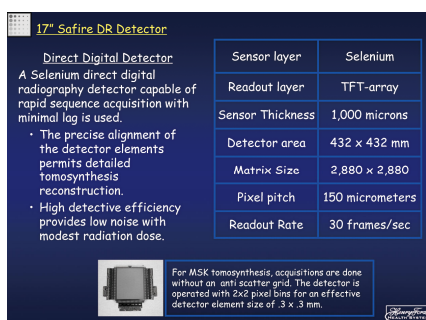 17” Safire DR Detector
Direct Digital Detector
A Selenium direct digital
radiography detector capable of
rapid sequence acquisition with
minimal lag is used.
• The precise alignment of
the detector elements
permits detailed
tomosynthesis
reconstruction.
• High detective efficiency
provides low noise with
modest radiation dose.
Sensor layer Selenium
Readout layer TFT-array
Sensor Thickness 1,000 microns
Detector area 432 x 432 mm
Matrix Size 2,880 x 2,880
Pixel pitch 150 micrometers
Readout Rate 30 frames/sec
For MSK tomosynthesis, acquisitions are done
without an anti scatter grid. The detector is
operated with 2x2 pixel bins for an effective
detector element size of .3 x .3 mm.
Henry Ford
HEALTH SYSTEM